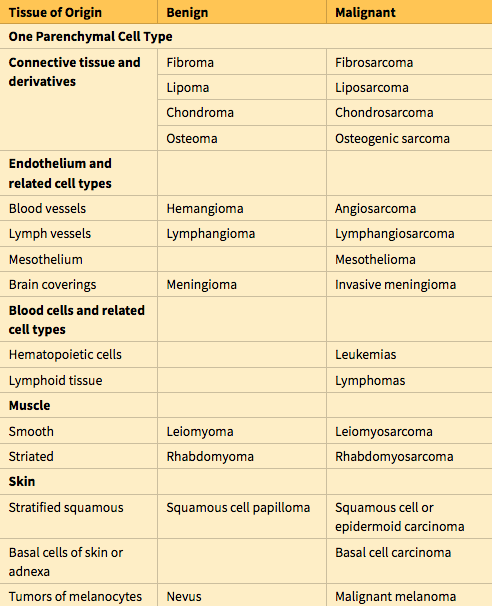 Tissue of Origin Benign Malignant
One Parenchymal Cell Type
Connective tissue and derivatives Fibroma Fibrosarcoma
Lipoma Liposarcoma
Chondroma Chondrosarcoma
Osteoma Osteogenic sarcoma
Endothelium and
related cell types
Blood vessels Hemangioma Angiosarcoma
Lymph vessels Lymphangioma Lymphangiosarcoma
Mesothelium Mesothelioma
Brain coverings Meningioma Invasive meningioma
Blood cells and related
cell types
Hematopoietic cells Leukemias
Lymphoid tissue Lymphomas
Muscle
Smooth Leiomyoma Leiomyosarcoma
Striated Rhabdomyoma Rhabdomyosarcoma
Skin
Stratified squamous Squamous cell papilloma Squamous cell or
epidermoid carcinoma
Basal cells of skin or Basal cell carcinoma
adnexa
Tumors of melanocytes Nevus Malignant melanoma